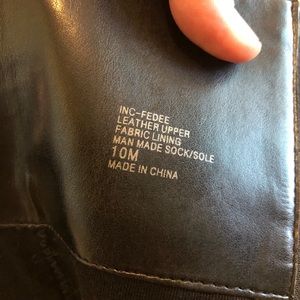 INC-FEDEE
LEATHER UPPER
FABRIC LINING
MAN MADE SOCK/SOLE
10M
MADE IN CHINA